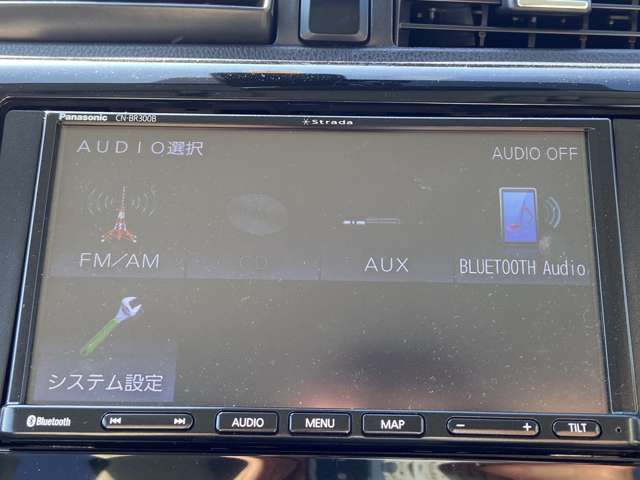 Panasonic CN-BR300B Strada
AUDIO選択 AUDIO OFF
FM/AM CD AUX BLUETOOTH Audio
システム設定
Bluetooth AUDIO MENU MAP − + TILT